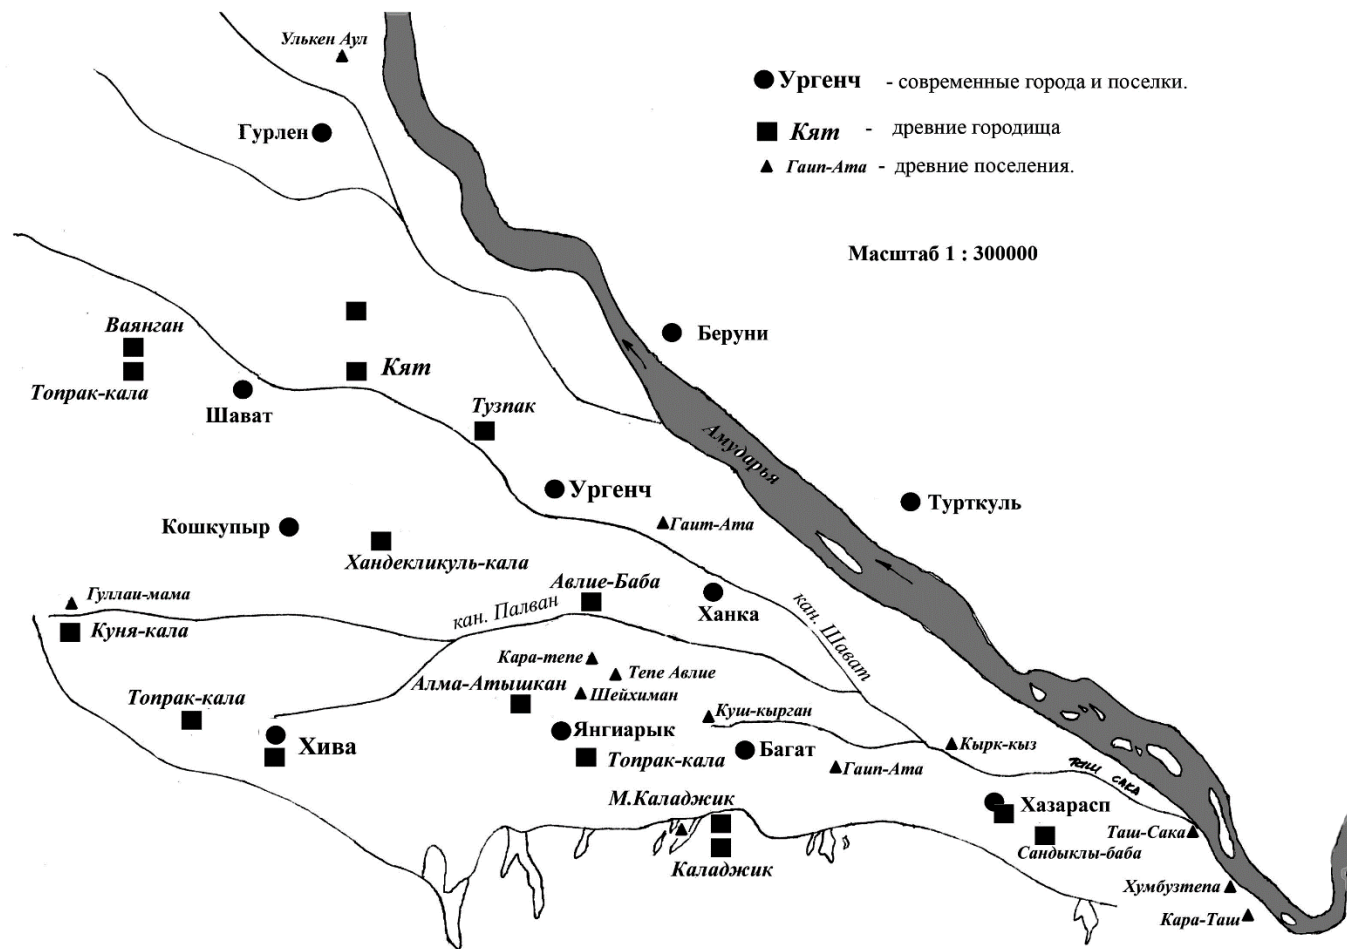 Улькен Аул
Ургенч - современные города и поселки.
Гурлен
Кят - древние городища
Гаип-Ата - древние поселения.
Масштаб 1 : 300000
Ваянган
Беруни
Кят
Топрак-кала
Шават
Тузпак
Амударья
Ургенч
Турткуль
Кошкупыр
Гаит-Ата
Хандекликуль-кала
Авлие-Баба
Гуллаи-мама
кан. Палван
Ханка
кан. Шават
Куня-кала
Кара-тепе
Тепе Авлие
Алма-Атышкан
Шейхиман
Топрак-кала
Куш-кырган
Хива
Янгиарык
Багат
Кырк-кыз
Топрак-кала
Гаип-Ата
М.Каладжик
Хазарасп
Таш-Сака
Сандыклы-баба
Каладжик
Хумбузтепа
Кара-Таш